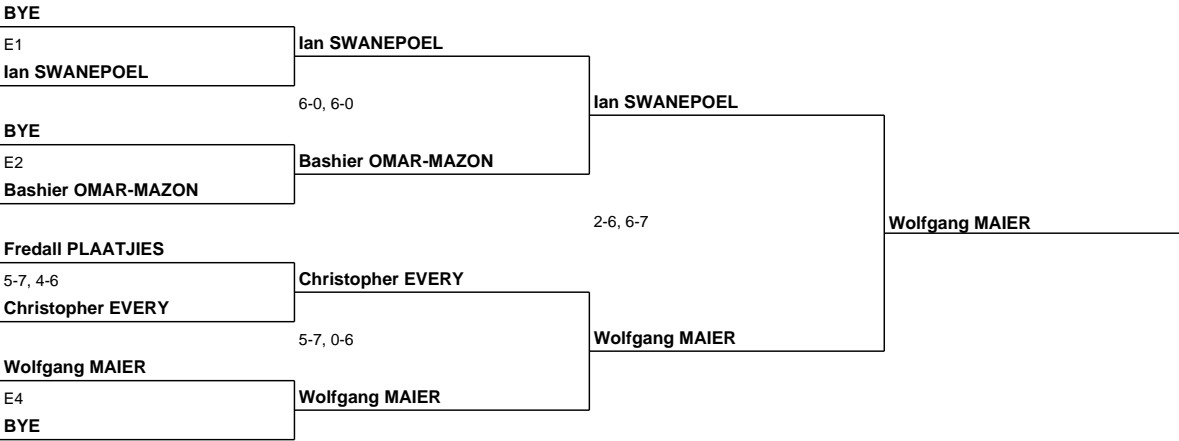 BYE
E1
Ian SWANEPOEL
BYE
E2
Bashier OMAR-MAZON
Fredall PLAATJIES
5-7, 4-6
Christopher EVERY
Wolfgang MAIER
E4
BYE
Ian SWANEPOEL
6-0, 6-0
Bashier OMAR-MAZON
Christopher EVERY
5-7, 0-6
Wolfgang MAIER
Ian SWANEPOEL
2-6, 6-7
Wolfgang MAIER
Wolfgang MAIER